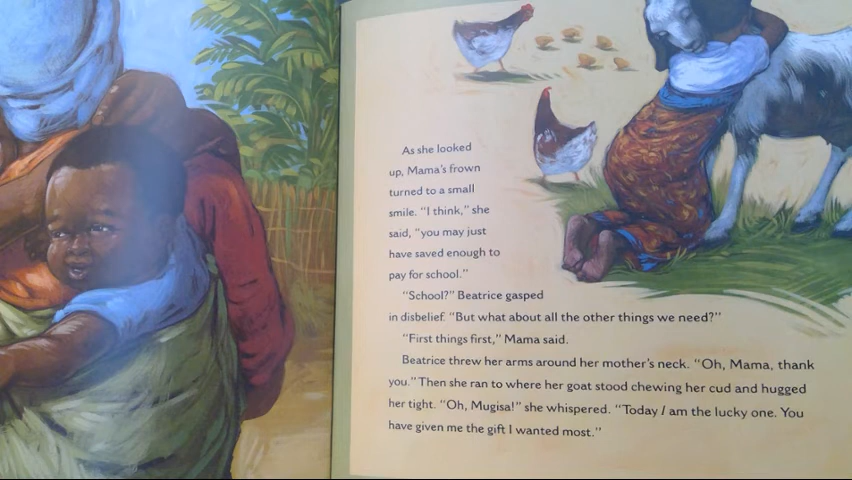 As she looked
up, Mama's frown
turned to a small
smile. "I think," she
said, "you may just
have saved enough to
pay for school."
"School?" Beatrice gasped
in disbelief. "But what about all the other things we need?"
"First things first," Mama said.
Beatrice threw her arms around her mother's neck. "Oh, Mama, thank
you." Then she ran to where her goat stood chewing her cud and hugged
her tight. "Oh, Mugisa!" she whispered. "Today I am the lucky one. You
have given me the gift I wanted most."